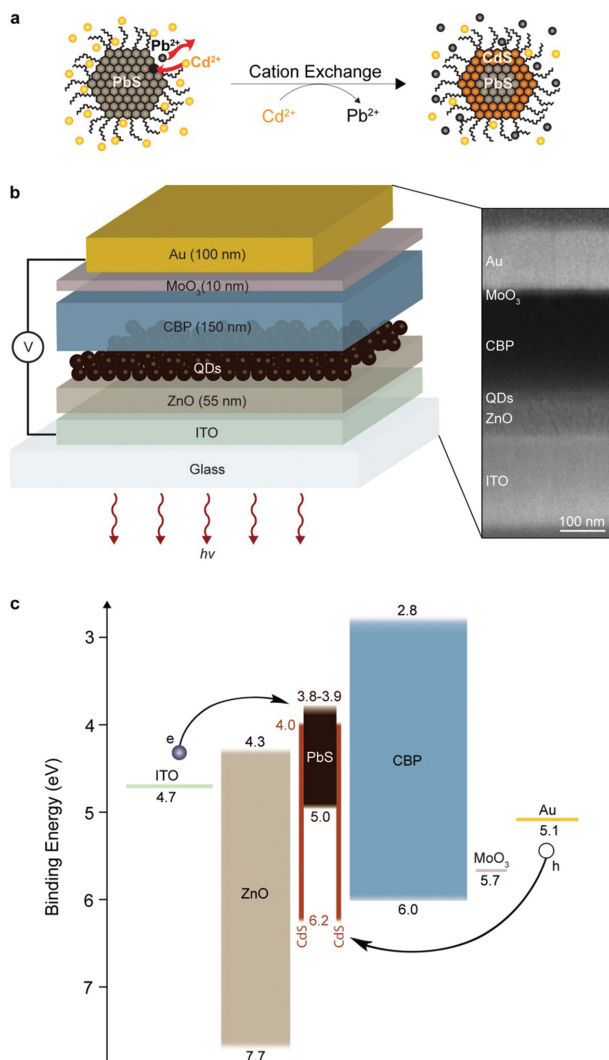 a
Pb²⁺
Cd²⁺
PbS
Cation Exchange
Cd²⁺ Pb²⁺
CdS
PbS
b
Au (100 nm)
MoO₃(10 nm)
CBP (150 nm)
QDs
ZnO (55 nm)
ITO
Glass
V
hν
Au
MoO₃
CBP
QDs
ZnO
ITO
100 nm
c
Binding Energy (eV)
3
4
5
6
7
e
ITO
4.7
4.3
ZnO
7.7
3.8-3.9
4.0
PbS
5.0
6.2
CdS
CdS
2.8
CBP
6.0
MoO₃
5.7
Au
5.1
h